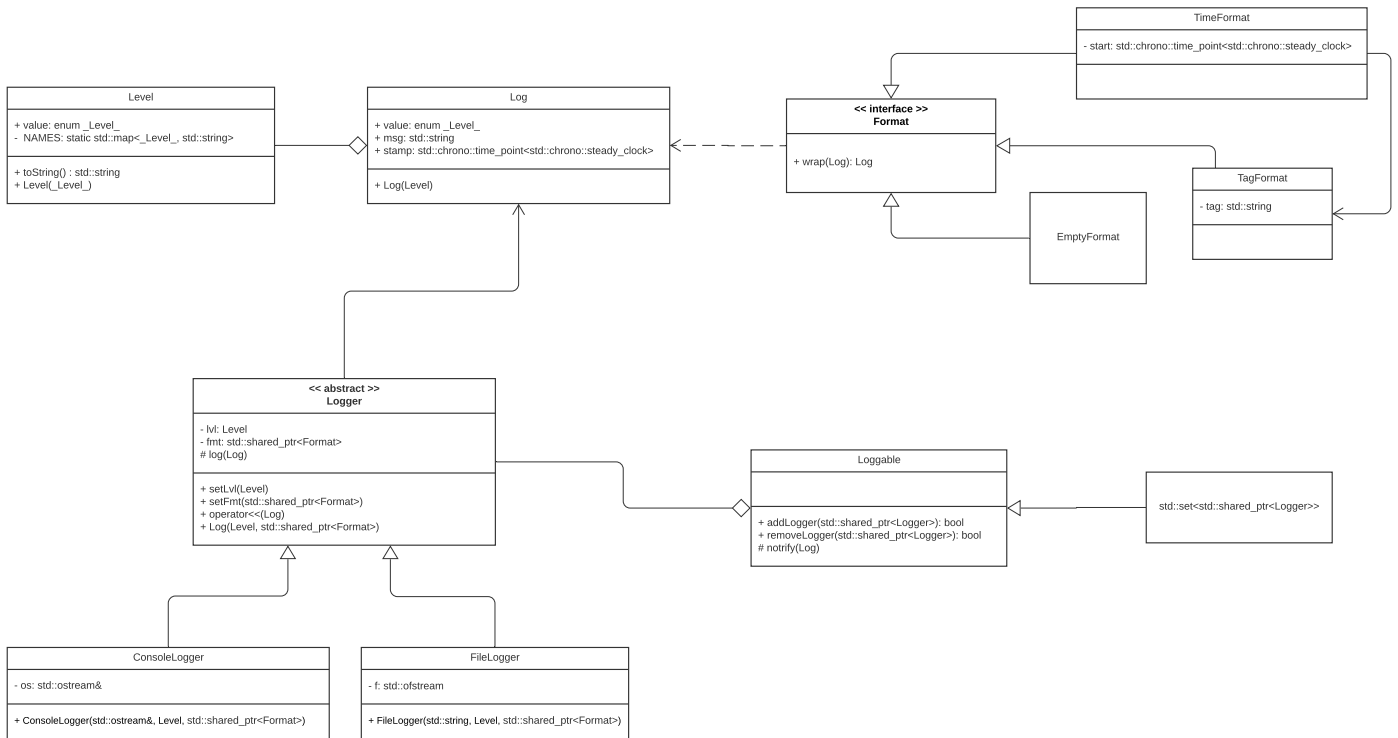 TimeFormat
- start: std::chrono::time_point<std::chrono::steady_clock>
Level
+ value: enum _Level_
- NAMES: static std::map<_Level_, std::string>
+ toString() : std::string
+ Level(_Level_)
Log
+ value: enum _Level_
+ msg: std::string
+ stamp: std::chrono::time_point<std::chrono::steady_clock>
+ Log(Level)
<< interface >>
Format
+ wrap(Log): Log
TagFormat
- tag: std::string
EmptyFormat
<< abstract >>
Logger
- lvl: Level
- fmt: std::shared_ptr<Format>
# log(Log)
+ setLvl(Level)
+ setFmt(std::shared_ptr<Format>)
+ operator<<(Log)
+ Log(Level, std::shared_ptr<Format>)
Loggable
+ addLogger(std::shared_ptr<Logger>): bool
+ removeLogger(std::shared_ptr<Logger>): bool
# notrify(Log)
std::set<std::shared_ptr<Logger>>
ConsoleLogger
- os: std::ostream&
+ ConsoleLogger(std::ostream&, Level, std::shared_ptr<Format>)
FileLogger
- f: std::ofstream
+ FileLogger(std::string, Level, std::shared_ptr<Format>)